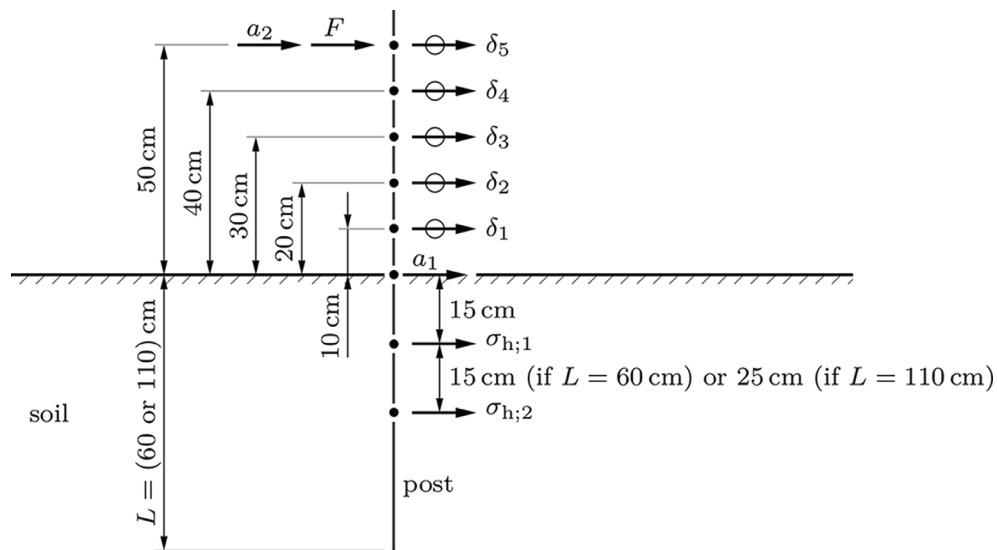 a₂ F δ₅
δ₄
δ₃
δ₂
δ₁
50 cm
40 cm
30 cm
20 cm
10 cm
a₁
15 cm
σh;1
15 cm (if L = 60 cm) or 25 cm (if L = 110 cm)
σh;2
L = (60 or 110) cm
soil
post